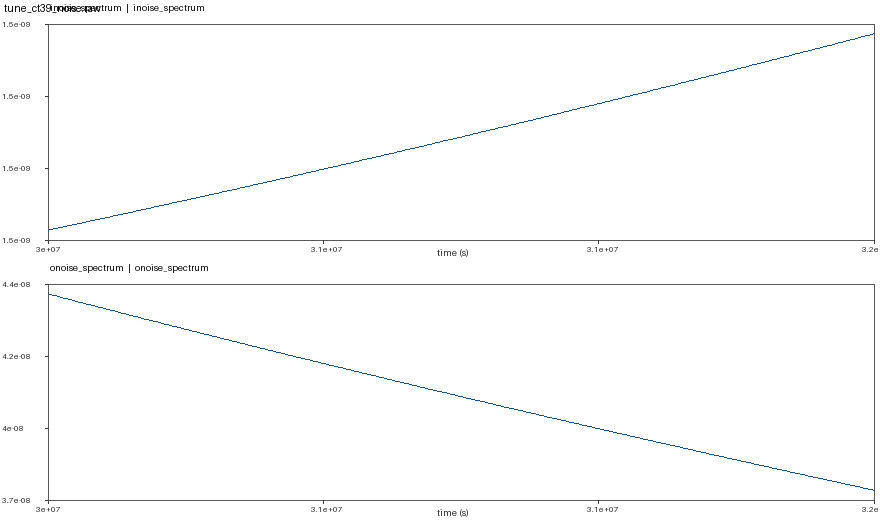 tune_ct39_noise.raw
inoise_spectrum | inoise_spectrum
1.5e-09
1.5e-09
1.5e-09
1.5e-09
3e+07 3.1e+07 3.1e+07 3.2e
time (s)
onoise_spectrum | onoise_spectrum
4.4e-08
4.2e-08
4e-08
3.7e-08
3e+07 3.1e+07 3.1e+07 3.2e
time (s)